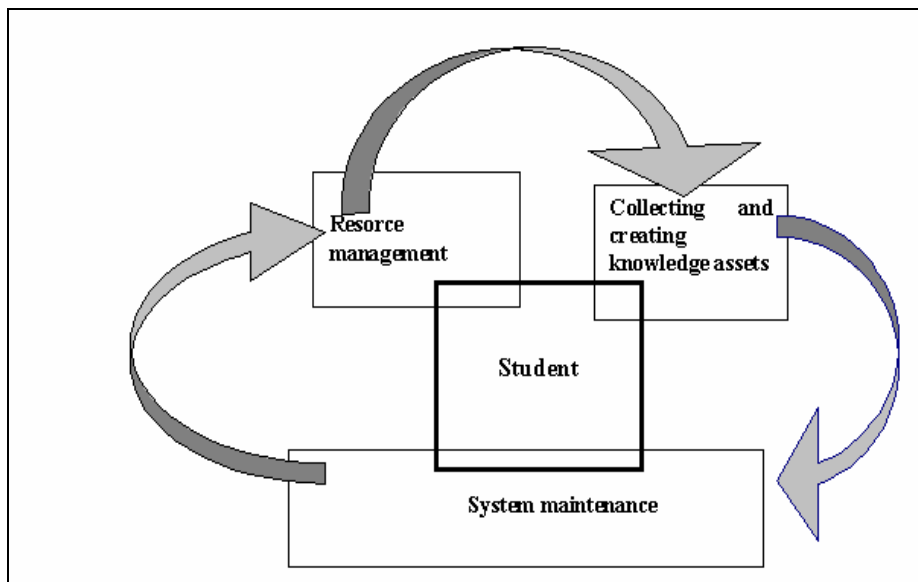 Resorce
management
Collecting and
creating
knowledge assets
Student
System maintenance